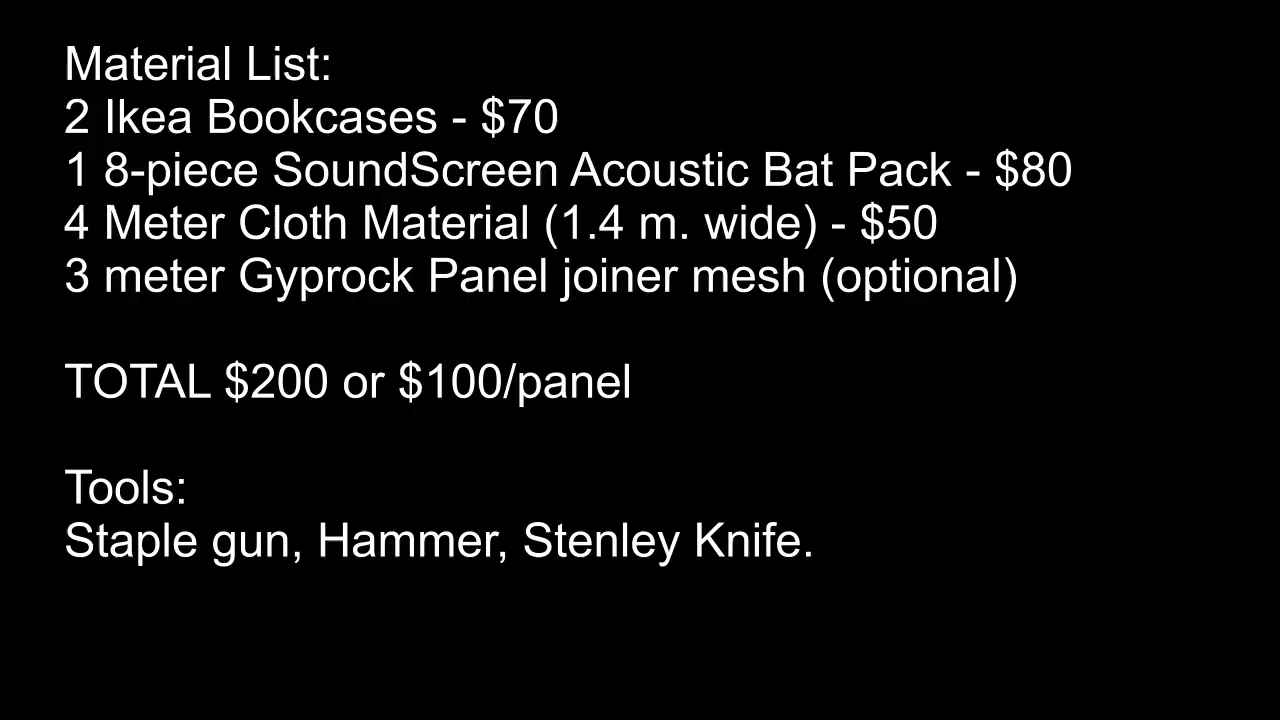 Material List:
2 Ikea Bookcases - $70
1 8-piece SoundScreen Acoustic Bat Pack - $80
4 Meter Cloth Material (1.4 m. wide) - $50
3 meter Gyprock Panel joiner mesh (optional)
TOTAL $200 or $100/panel
Tools:
Staple gun, Hammer, Stenley Knife.